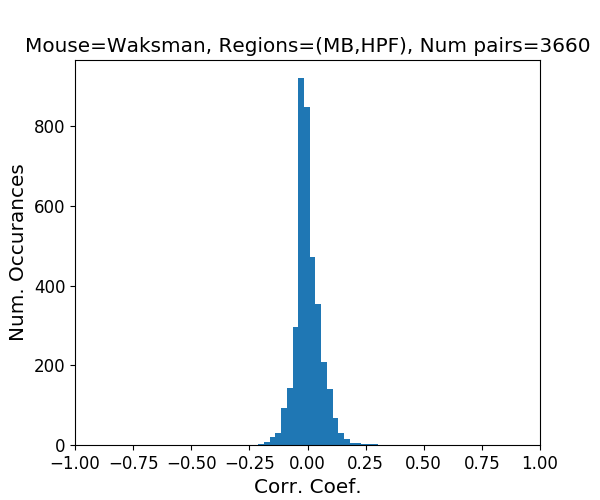 Mouse=Waksman, Regions=(MB,HPF), Num pairs=3660
Num. Occurances
800
600
400
200
0
−1.00 −0.75 −0.50 −0.25 0.00 0.25 0.50 0.75 1.00
Corr. Coef.